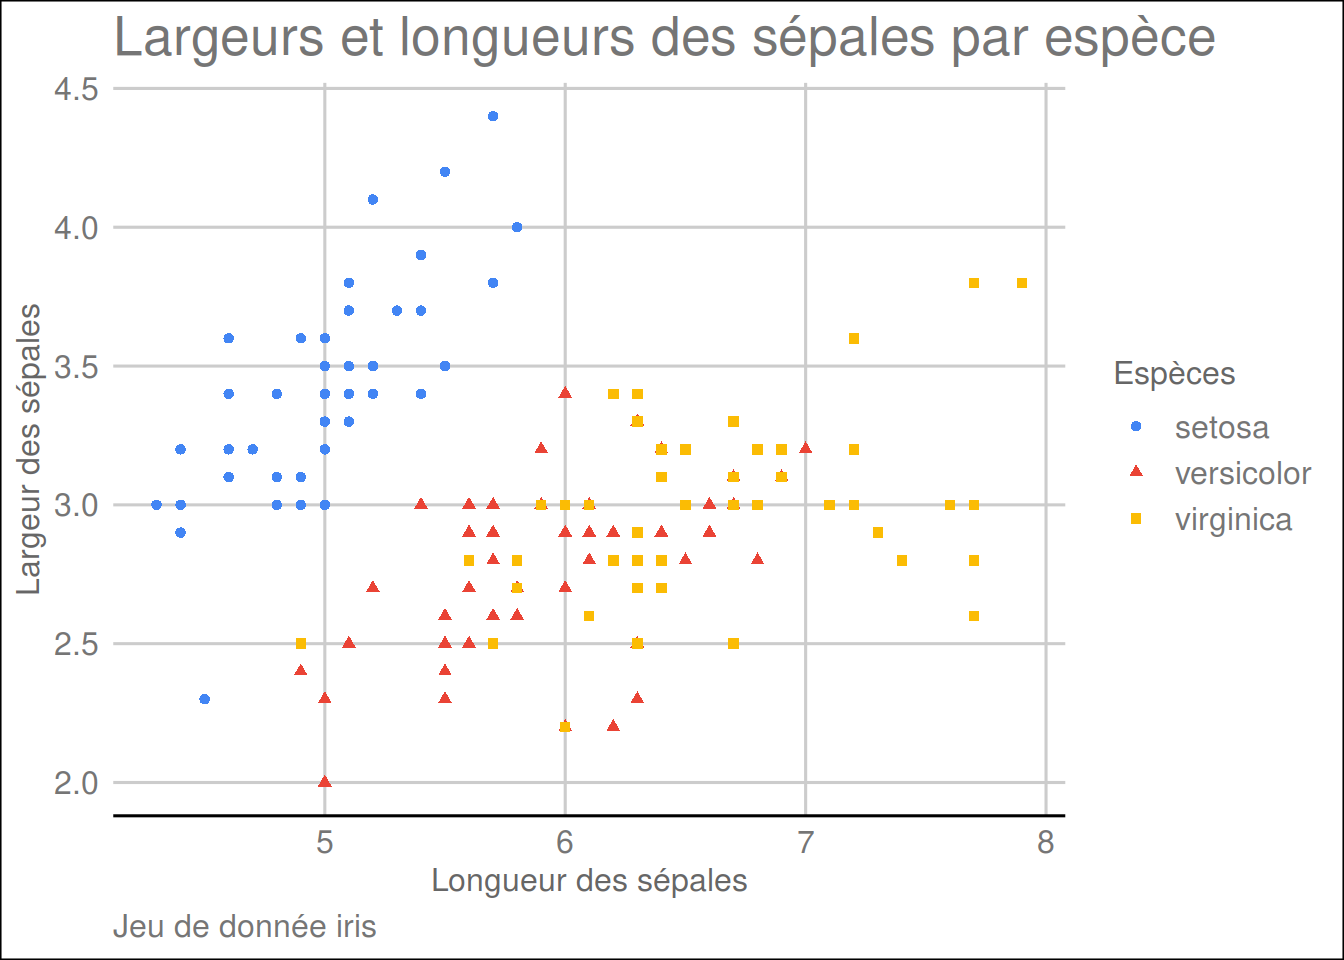 Largeurs et longueurs des sépales par espèce
4.5
4.0
3.5
3.0
2.5
2.0
Largeur des sépales
5 6 7 8
Longueur des sépales
Jeu de donnée iris
Espèces
setosa
versicolor
virginica